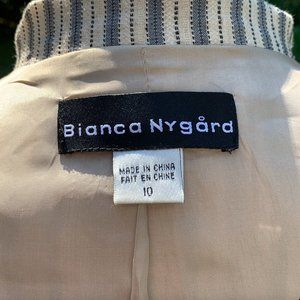 Bianca Nygård
MADE IN CHINA
FAIT EN CHINE
10